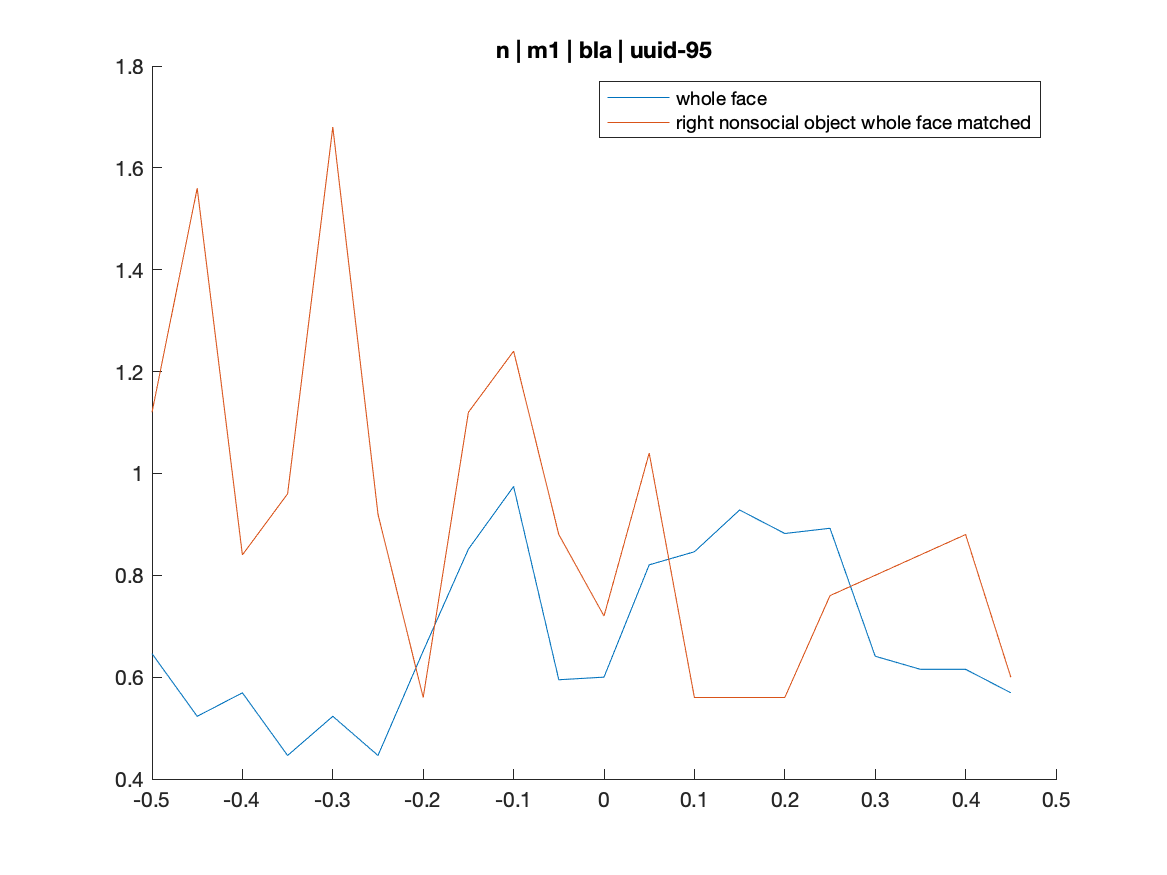 n | m1 | bla | uuid-95
whole face
right nonsocial object whole face matched
1.8
1.6
1.4
1.2
1
0.8
0.6
0.4
-0.5 -0.4 -0.3 -0.2 -0.1 0 0.1 0.2 0.3 0.4 0.5